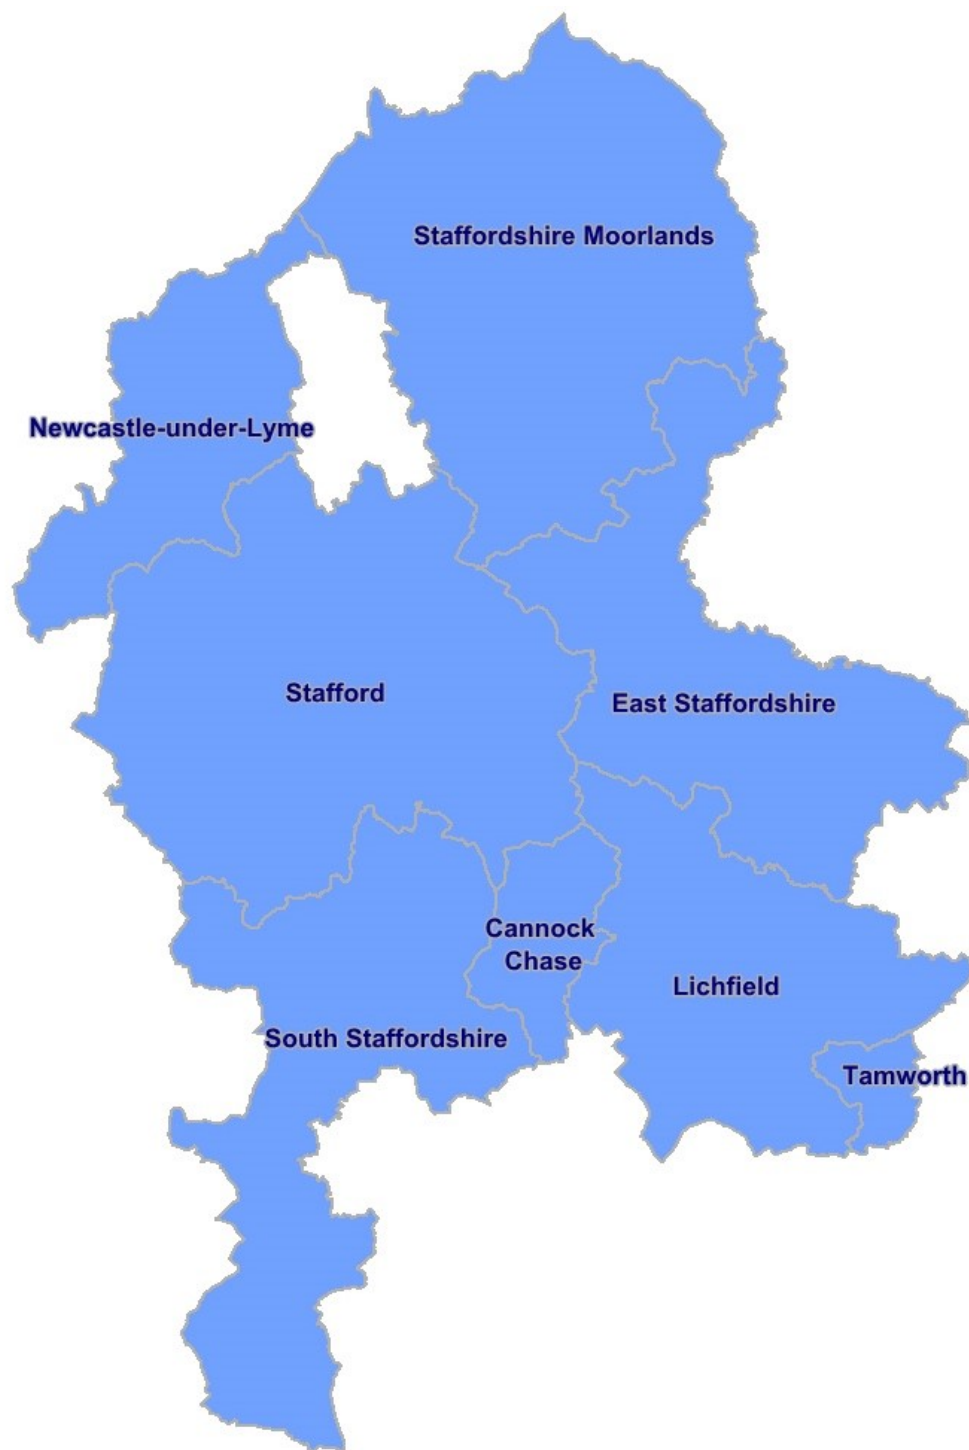 Staffordshire Moorlands
Newcastle-under-Lyme
Stafford
East Staffordshire
Cannock
Chase
Lichfield
South Staffordshire
Tamworth